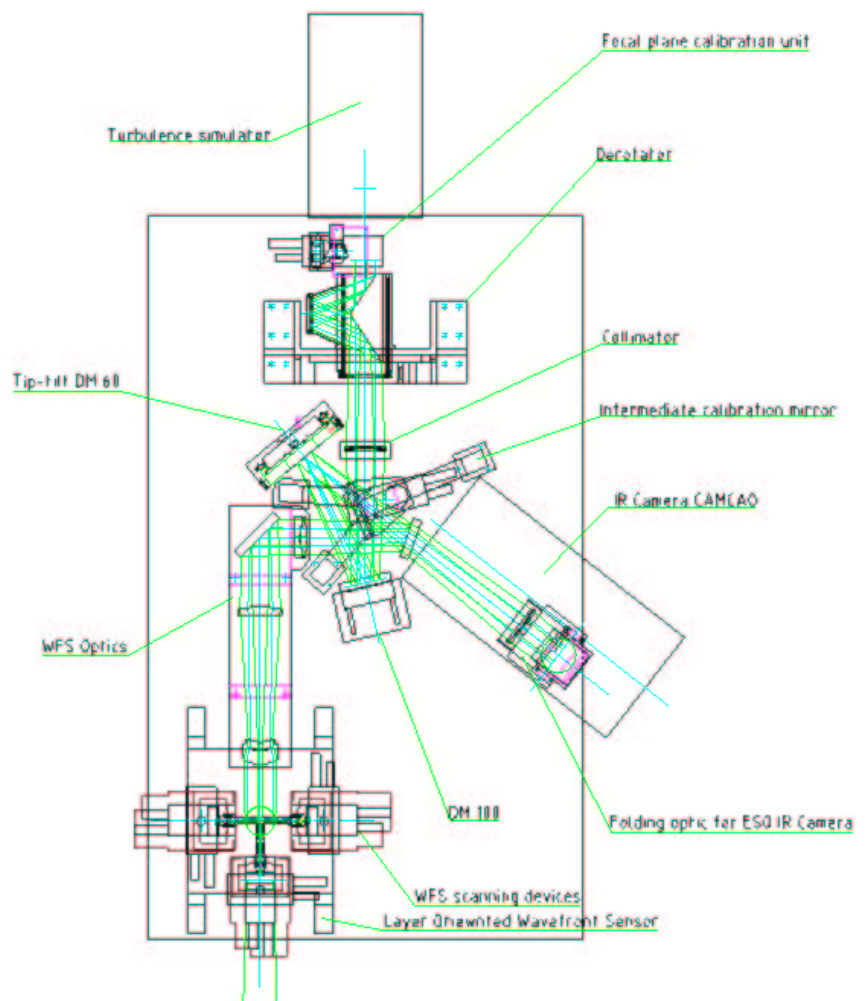 Focal plane calibration unit
Turbulence simulator
Derotator
Collimator
Tip-tilt DM 60
Intermediate calibration mirror
IR Camera CAMCAO
WFS Optics
DM 100
Folding optic for ESO IR Camera
WFS scanning devices
Layer Oriewnted Wavefront Sensor